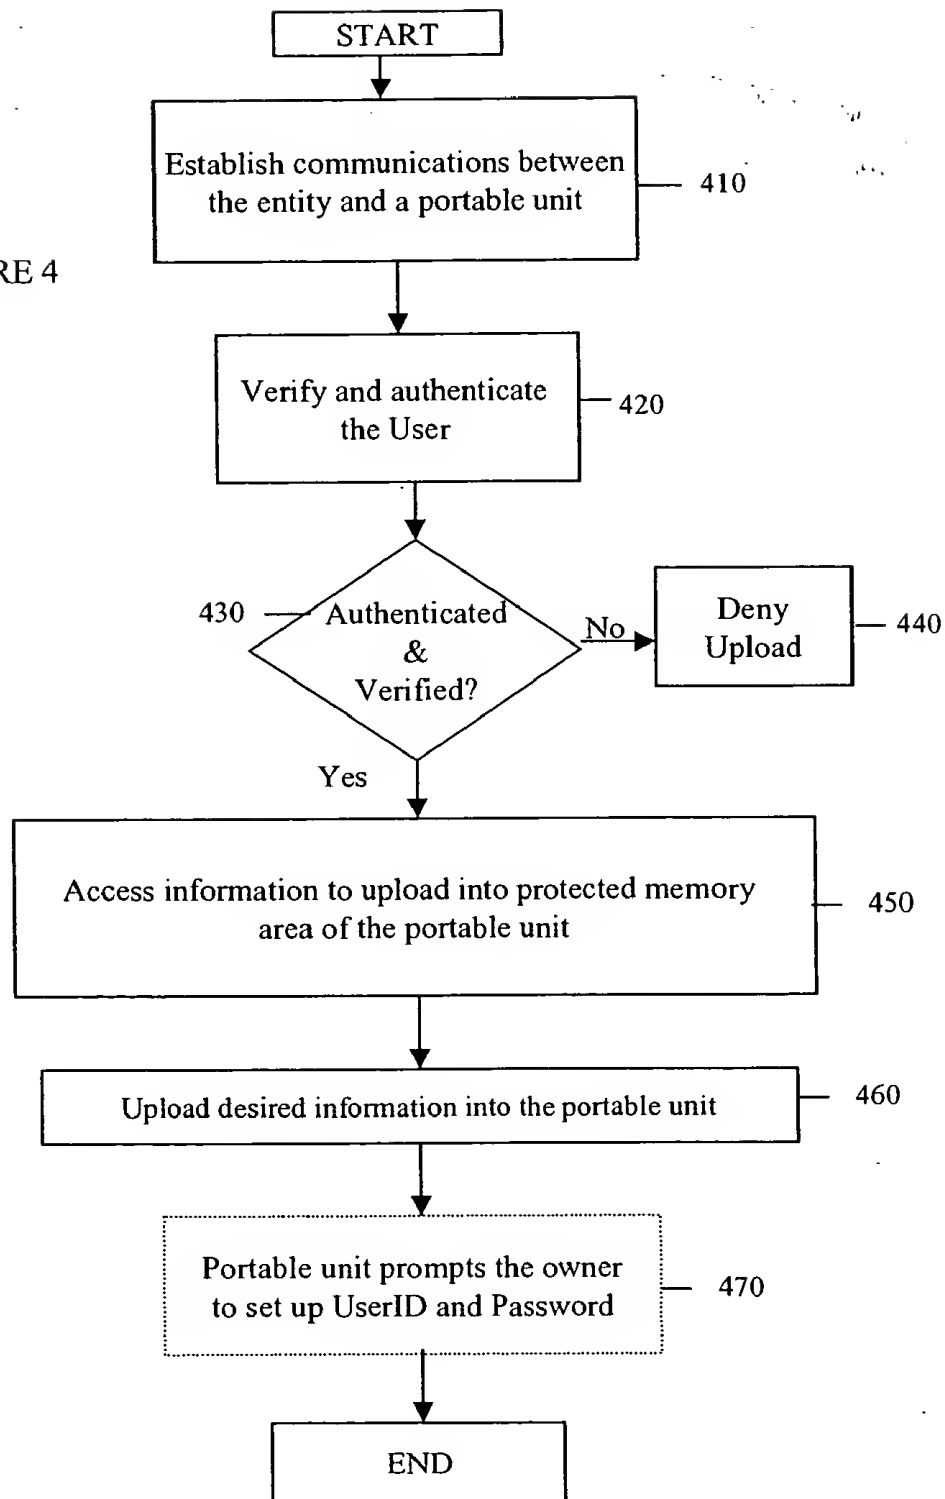 START
Establish communications between
the entity and a portable unit
410
RE 4
Verify and authenticate
the User
420
430
Authenticated
&
Verified?
No
Deny
Upload
440
Yes
Access information to upload into protected memory
area of the portable unit
450
Upload desired information into the portable unit
460
Portable unit prompts the owner
to set up UserID and Password
470
END